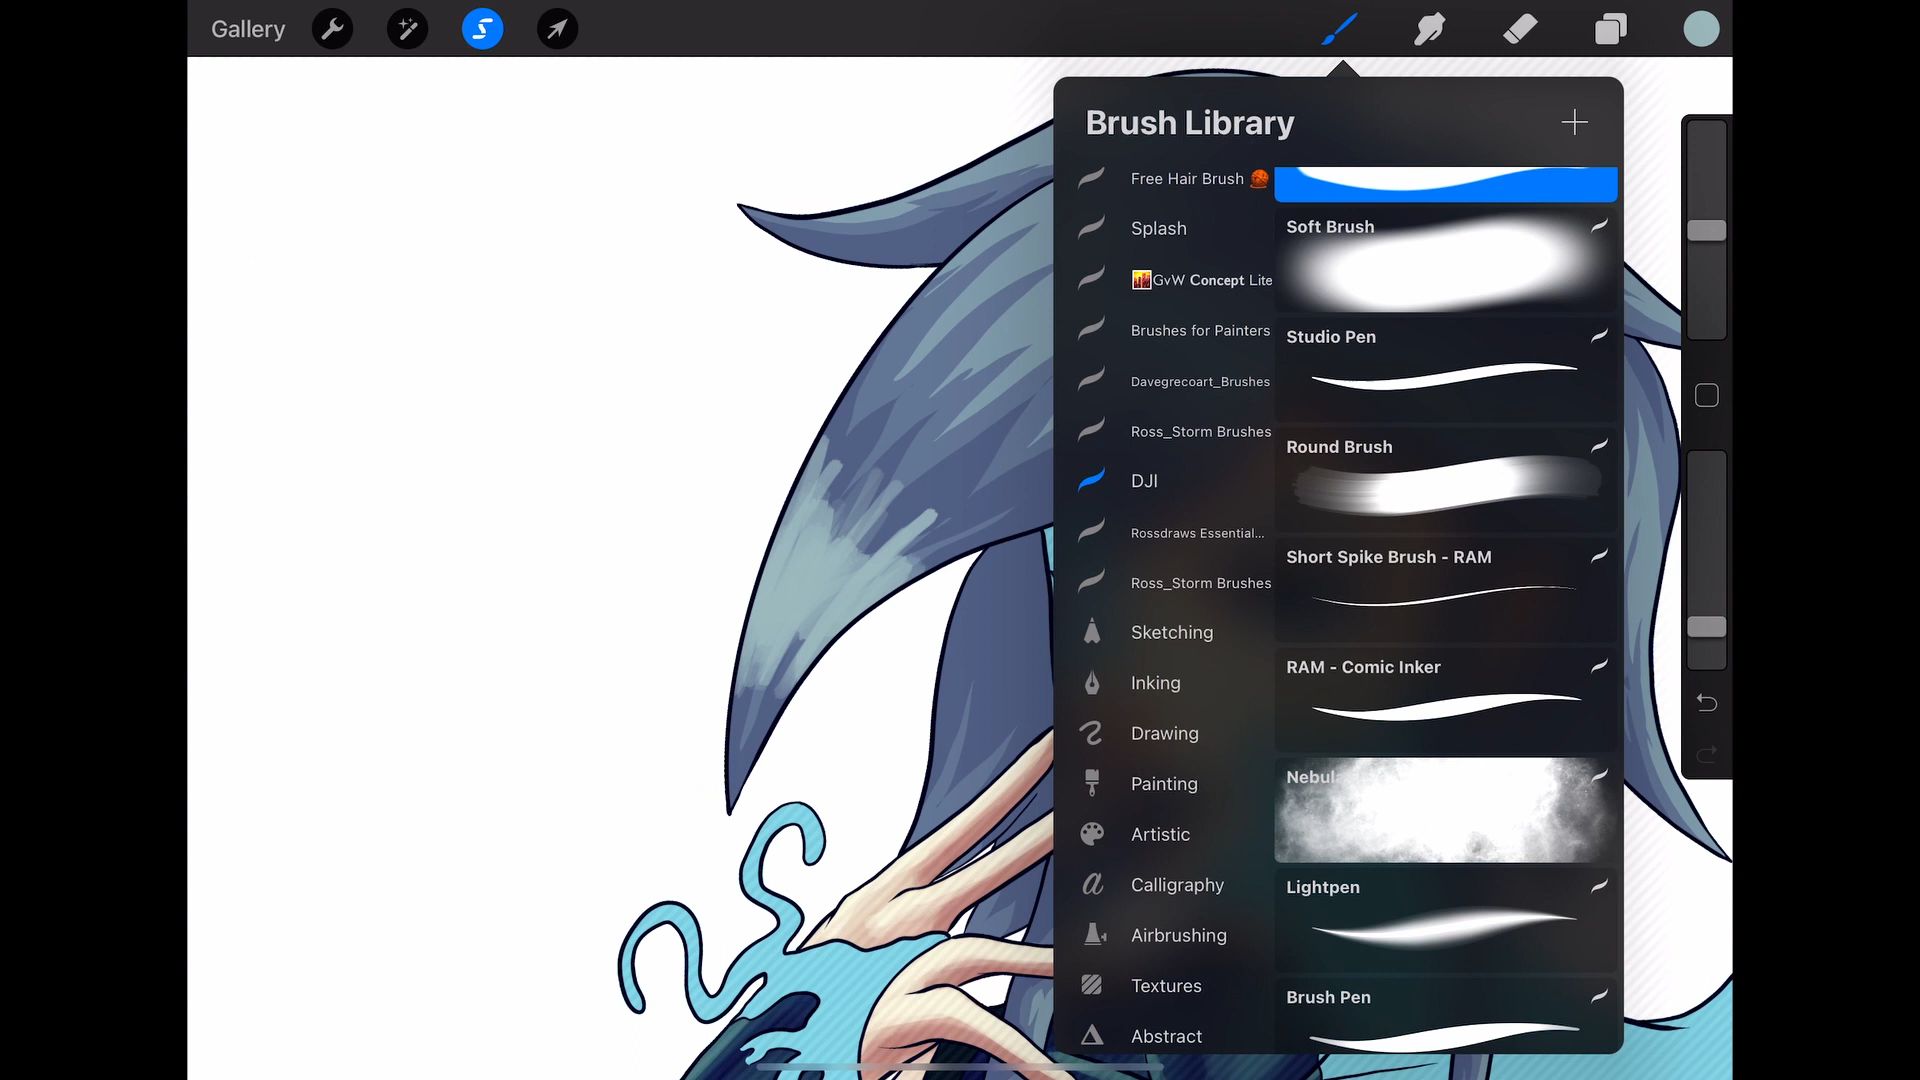 Gallery
Brush Library
Free Hair Brush
Splash
GvW Concept Lite
Brushes for Painters
Davegrecoart_Brushes
Ross_Storm Brushes
DJI
Rossdraws Essential...
Ross_Storm Brushes
Sketching
Inking
Drawing
Painting
Artistic
Calligraphy
Airbrushing
Textures
Abstract
Soft Brush
Studio Pen
Round Brush
Short Spike Brush - RAM
RAM - Comic Inker
Nebul
Lightpen
Brush Pen